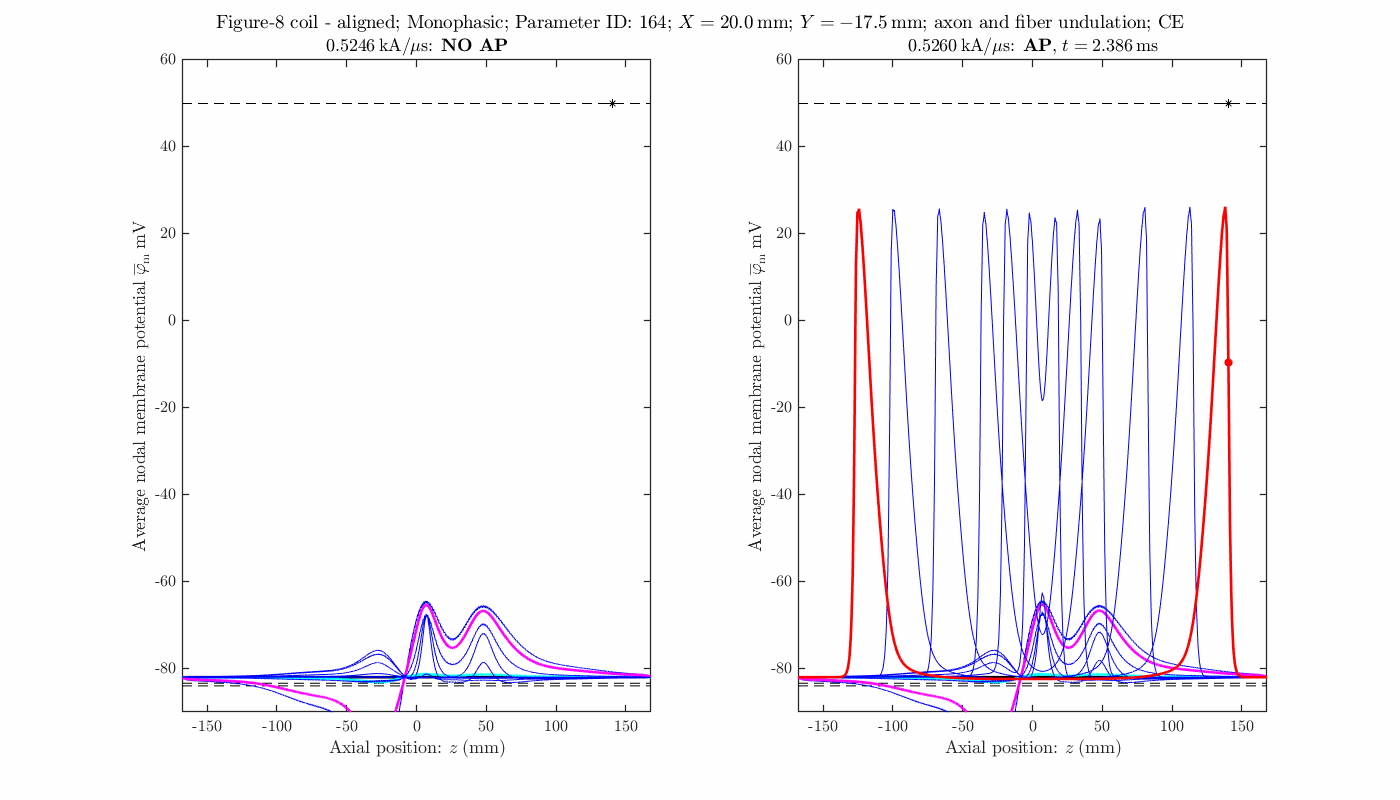 Figure-8 coil - aligned; Monophasic; Parameter ID: 164; X = 20.0 mm; Y = −17.5 mm; axon and fiber undulation; CE
0.5246 kA/μs: NO AP
60
40
20
0
-20
-40
-60
-80
Average nodal membrane potential φ̅m mV
-150 -100 -50 0 50 100 150
Axial position: z (mm)
0.5260 kA/μs: AP, t = 2.386 ms
60
40
20
0
-20
-40
-60
-80
Average nodal membrane potential φ̅m mV
-150 -100 -50 0 50 100 150
Axial position: z (mm)